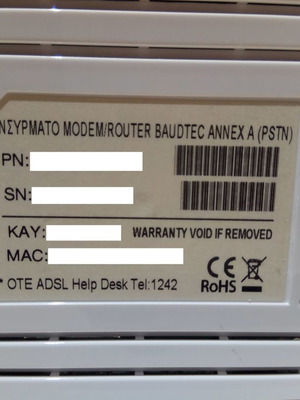 ΝΣΥΡΜΑΤΟ MODEM/ROUTER BAUDTEC ANNEX A (PSTN)
PN:
SN:
KAY: WARRANTY VOID IF REMOVED
MAC:
CE
RoHS
* OTE ADSL Help Desk Tel:1242